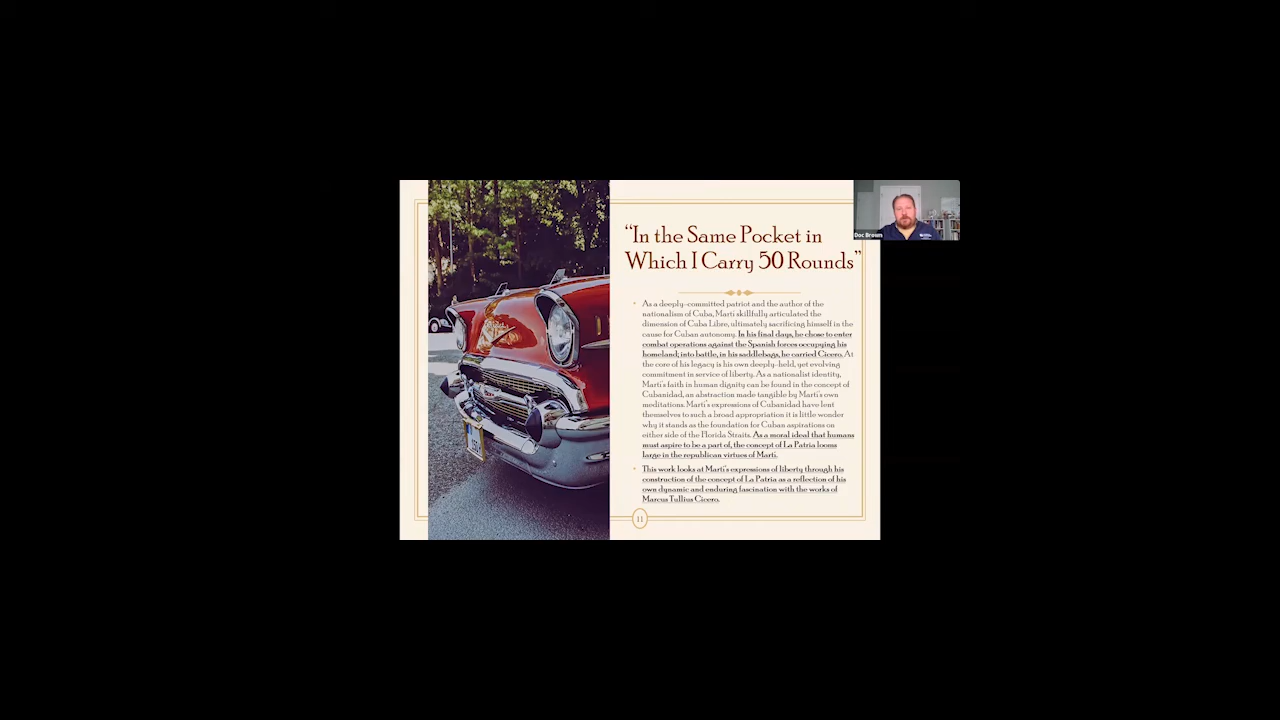 "In the Same Pocket in
Which I Carry 50 Rounds"
Doc Brown
As a deeply-committed patriot and the author of the
nationalism of Cuba, Martí skillfully articulated the
dimension of Cuba Libre, ultimately sacrificing himself in the
cause for Cuban autonomy. In his final days, he chose to enter
combat operations against the Spanish forces occupying his
homeland; into battle, in his saddlebags, he carried Cicero. At
the core of his legacy is his own deeply-held, yet evolving
commitment in service of liberty. As a nationalist identity,
Martí's faith in human dignity can be found in the concept of
Cubanidad, an abstraction made tangible by Martí's own
meditations. Martí's expressions of Cubanidad have lent
themselves to such a broad appropriation it is little wonder
why it stands as the foundation for Cuban aspirations on
either side of the Florida Straits. As a moral ideal that humans
must aspire to be a part of, the concept of La Patria looms
large in the republican virtues of Martí.
This work looks at Martí's expressions of liberty through his
construction of the concept of La Patria as a reflection of his
own dynamic and enduring fascination with the works of
Marcus Tullius Cicero.
11